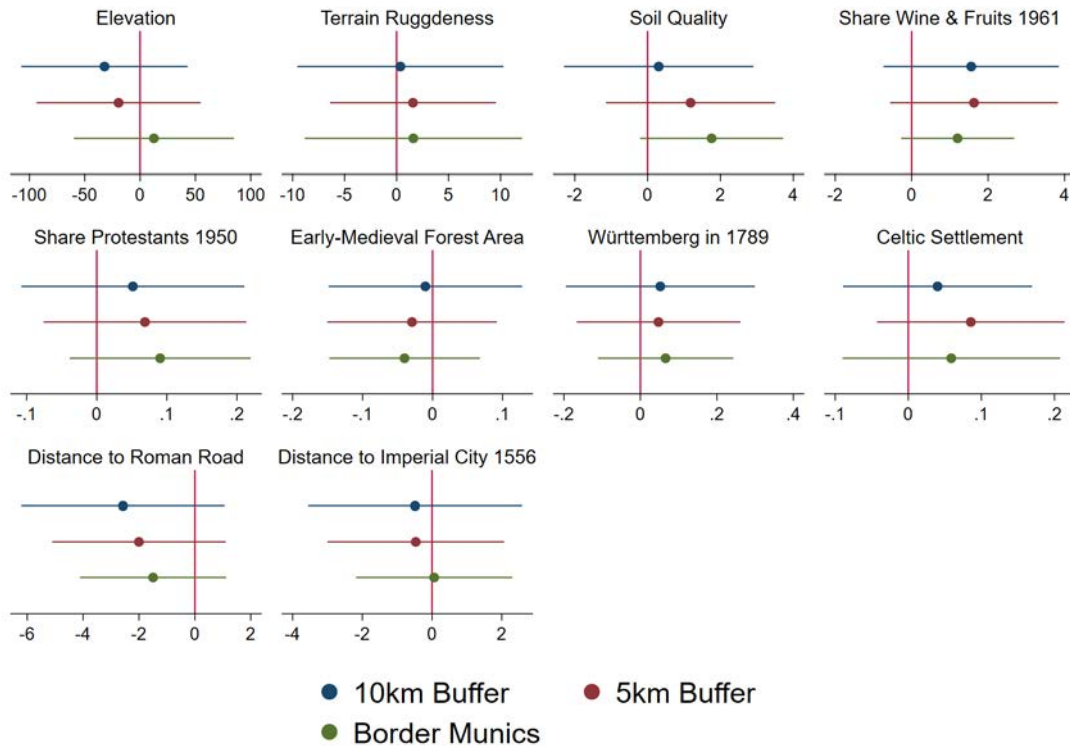 Elevation
Terrain Ruggdeness
Soil Quality
Share Wine & Fruits 1961
-100 -50 0 50 100
-10 -5 0 5 10
-2 0 2 4
-2 0 2 4
Share Protestants 1950
Early-Medieval Forest Area
Württemberg in 1789
Celtic Settlement
-.1 0 .1 .2
-.2 -.1 0 .1
-.2 0 .2 .4
-.1 0 .1 .2
Distance to Roman Road
Distance to Imperial City 1556
-6 -4 -2 0 2
-4 -2 0 2
10km Buffer
5km Buffer
Border Munics